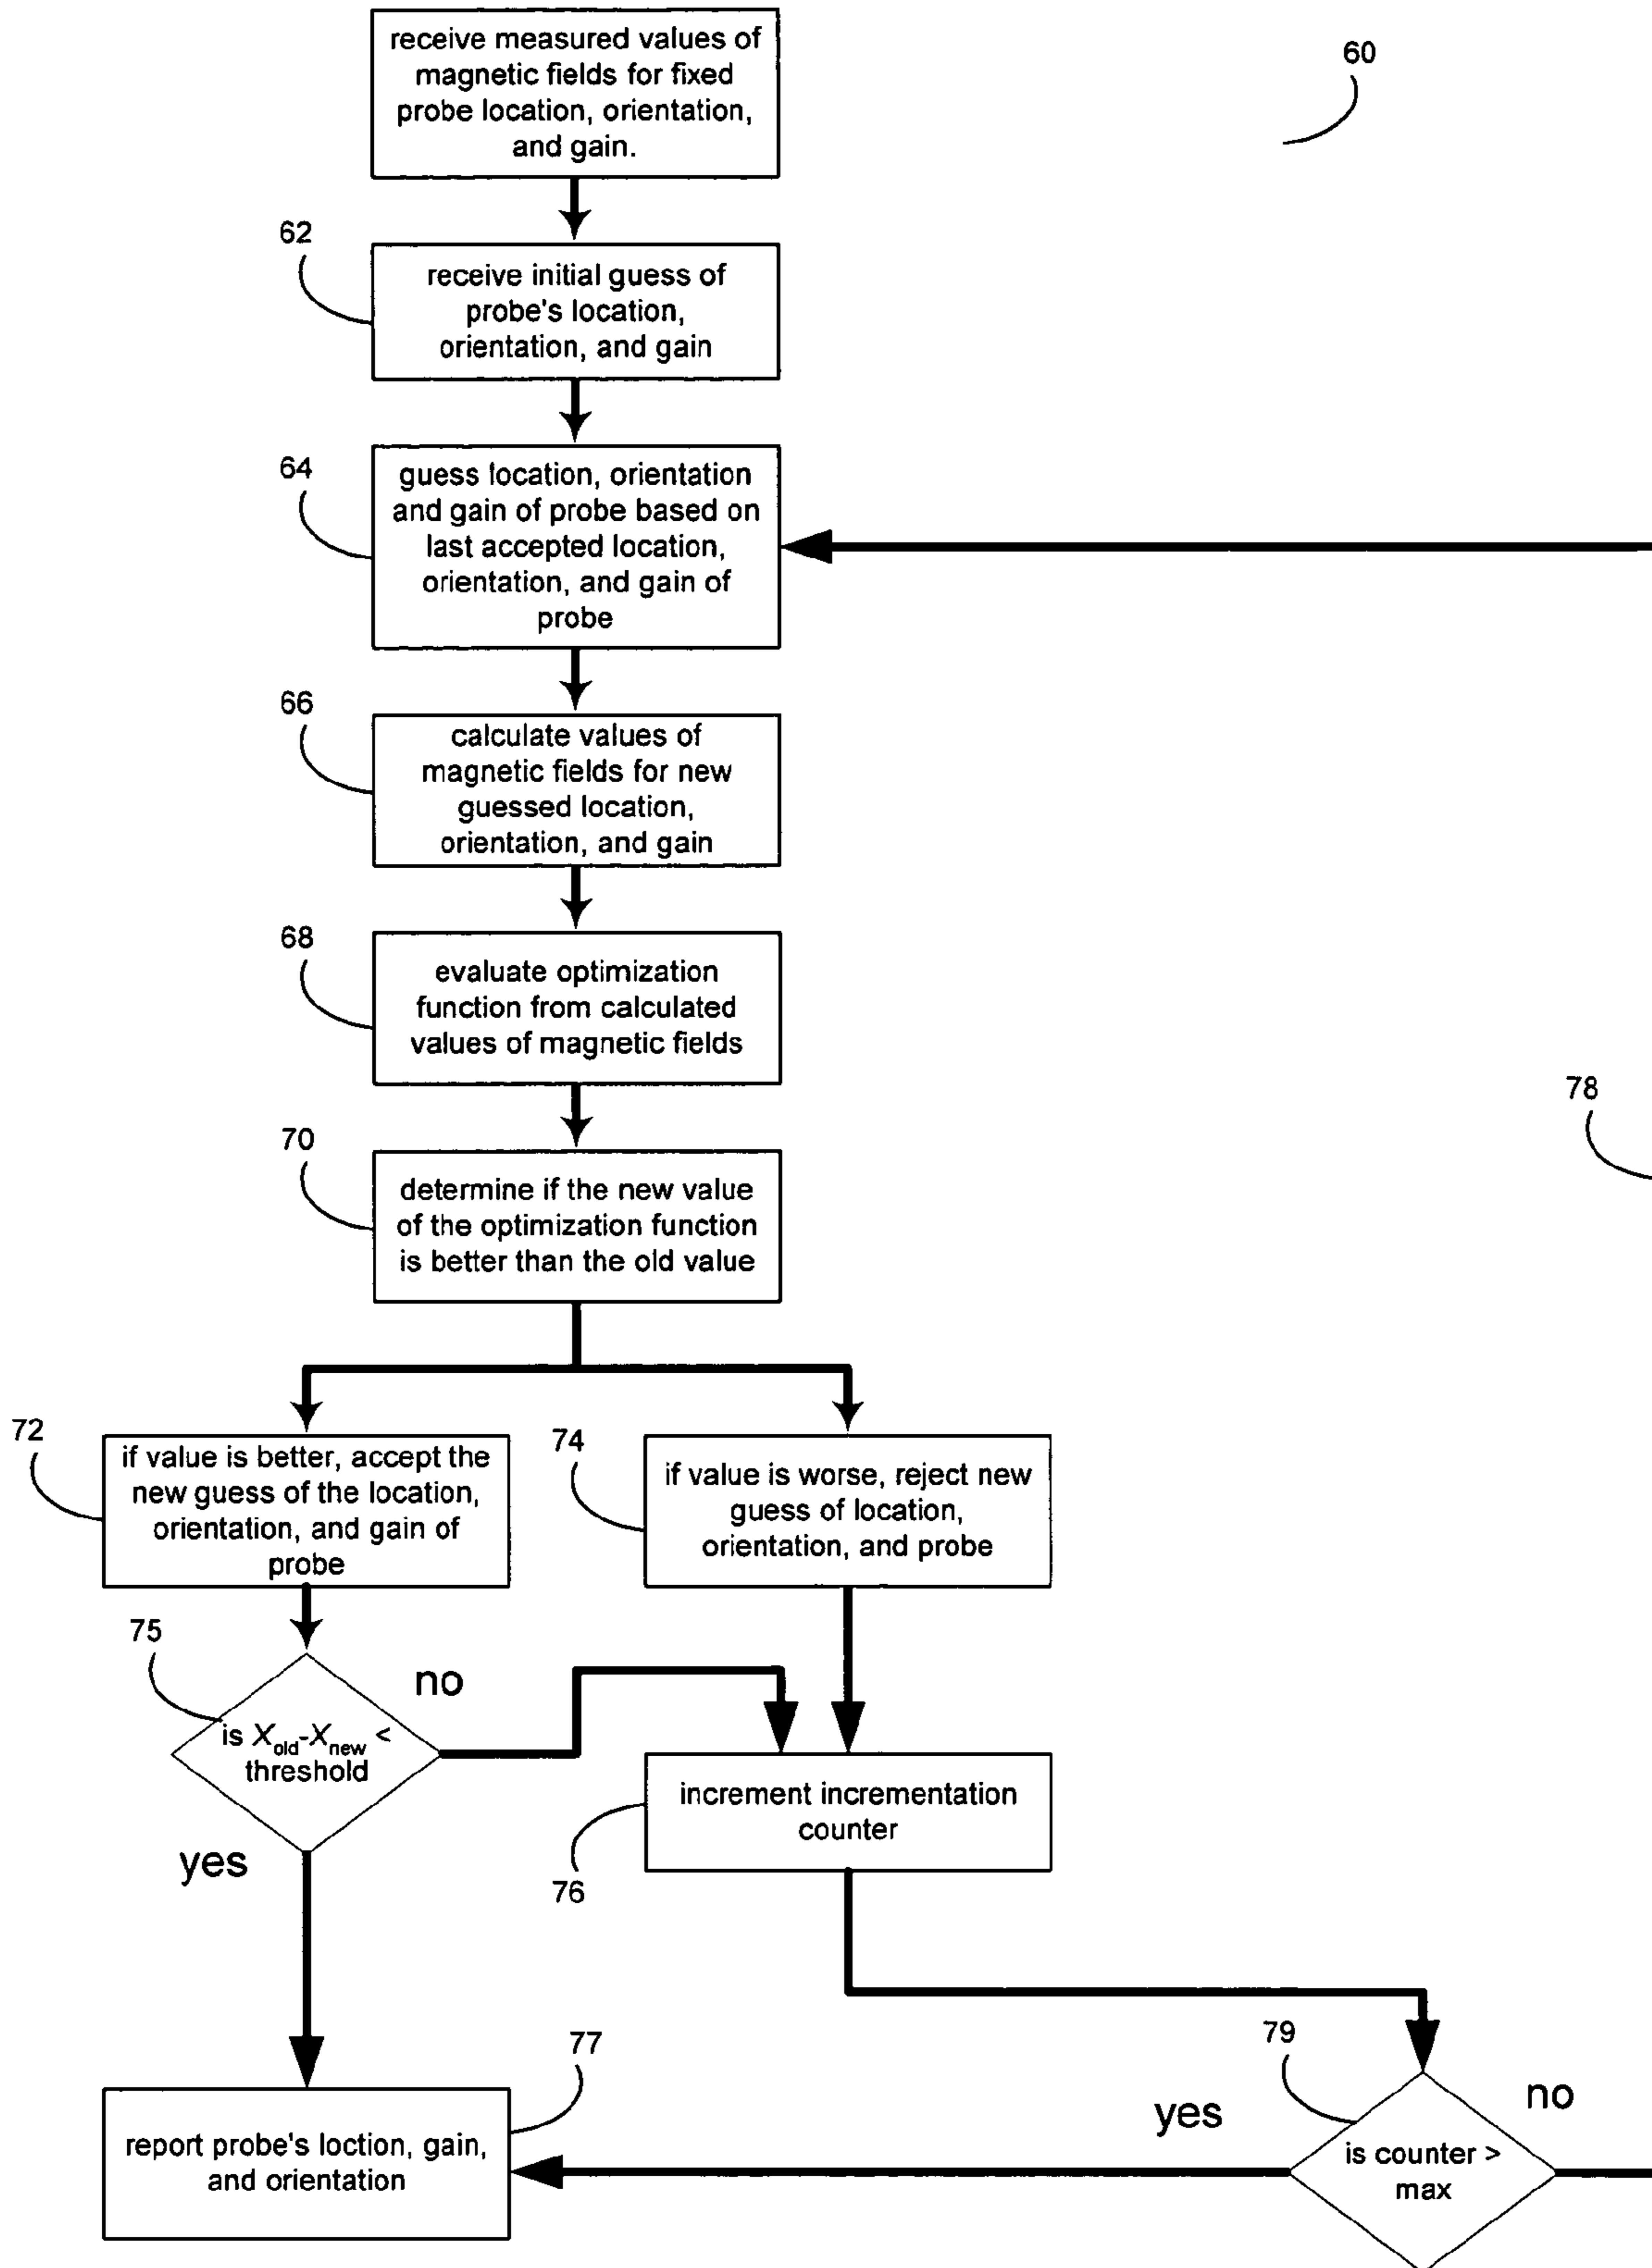 receive measured values of
magnetic fields for fixed
probe location, orientation,
and gain.
60
62
receive initial guess of
probe's location,
orientation, and gain
64
guess location, orientation
and gain of probe based on
last accepted location,
orientation, and gain of
probe
66
calculate values of
magnetic fields for new
guessed location,
orientation, and gain
68
evaluate optimization
function from calculated
values of magnetic fields
78
70
determine if the new value
of the optimization function
is better than the old value
72
if value is better, accept the
new guess of the location,
orientation, and gain of
probe
74
if value is worse, reject new
guess of location,
orientation, and probe
75
no
is Xold-Xnew <
threshold
yes
increment incrementation
counter
76
77
report probe's loction, gain,
and orientation
79
yes
no
is counter >
max